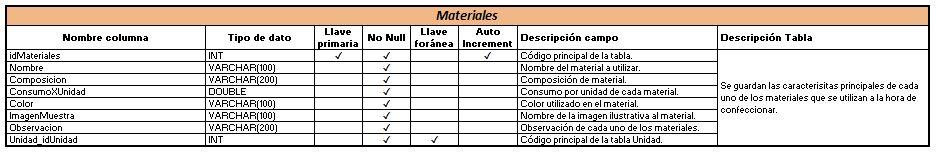 Materiales
Nombre columna Tipo de dato Llave primaria No Null Llave foránea Auto Increment Descripción campo Descripción Tabla
idMateriales INT ✓ ✓ ✓ Código principal de la tabla.
Nombre VARCHAR(100) ✓ Nombre del material a utilizar.
Composicion VARCHAR(200) ✓ Composición de material.
ConsumoXUnidad DOUBLE ✓ Consumo por unidad de cada material.
Color VARCHAR(100) ✓ Color utilizado en el material.
ImagenMuestra VARCHAR(100) ✓ Nombre de la imagen ilustrativa al material.
Observacion VARCHAR(200) ✓ Observación de cada uno de los materiales.
Unidad_idUnidad INT ✓ ✓ Código principal de la tabla Unidad.
Se guardan las caracterisitas principales de cada
uno de los materiales que se utilizan a la hora de
confeccionar.